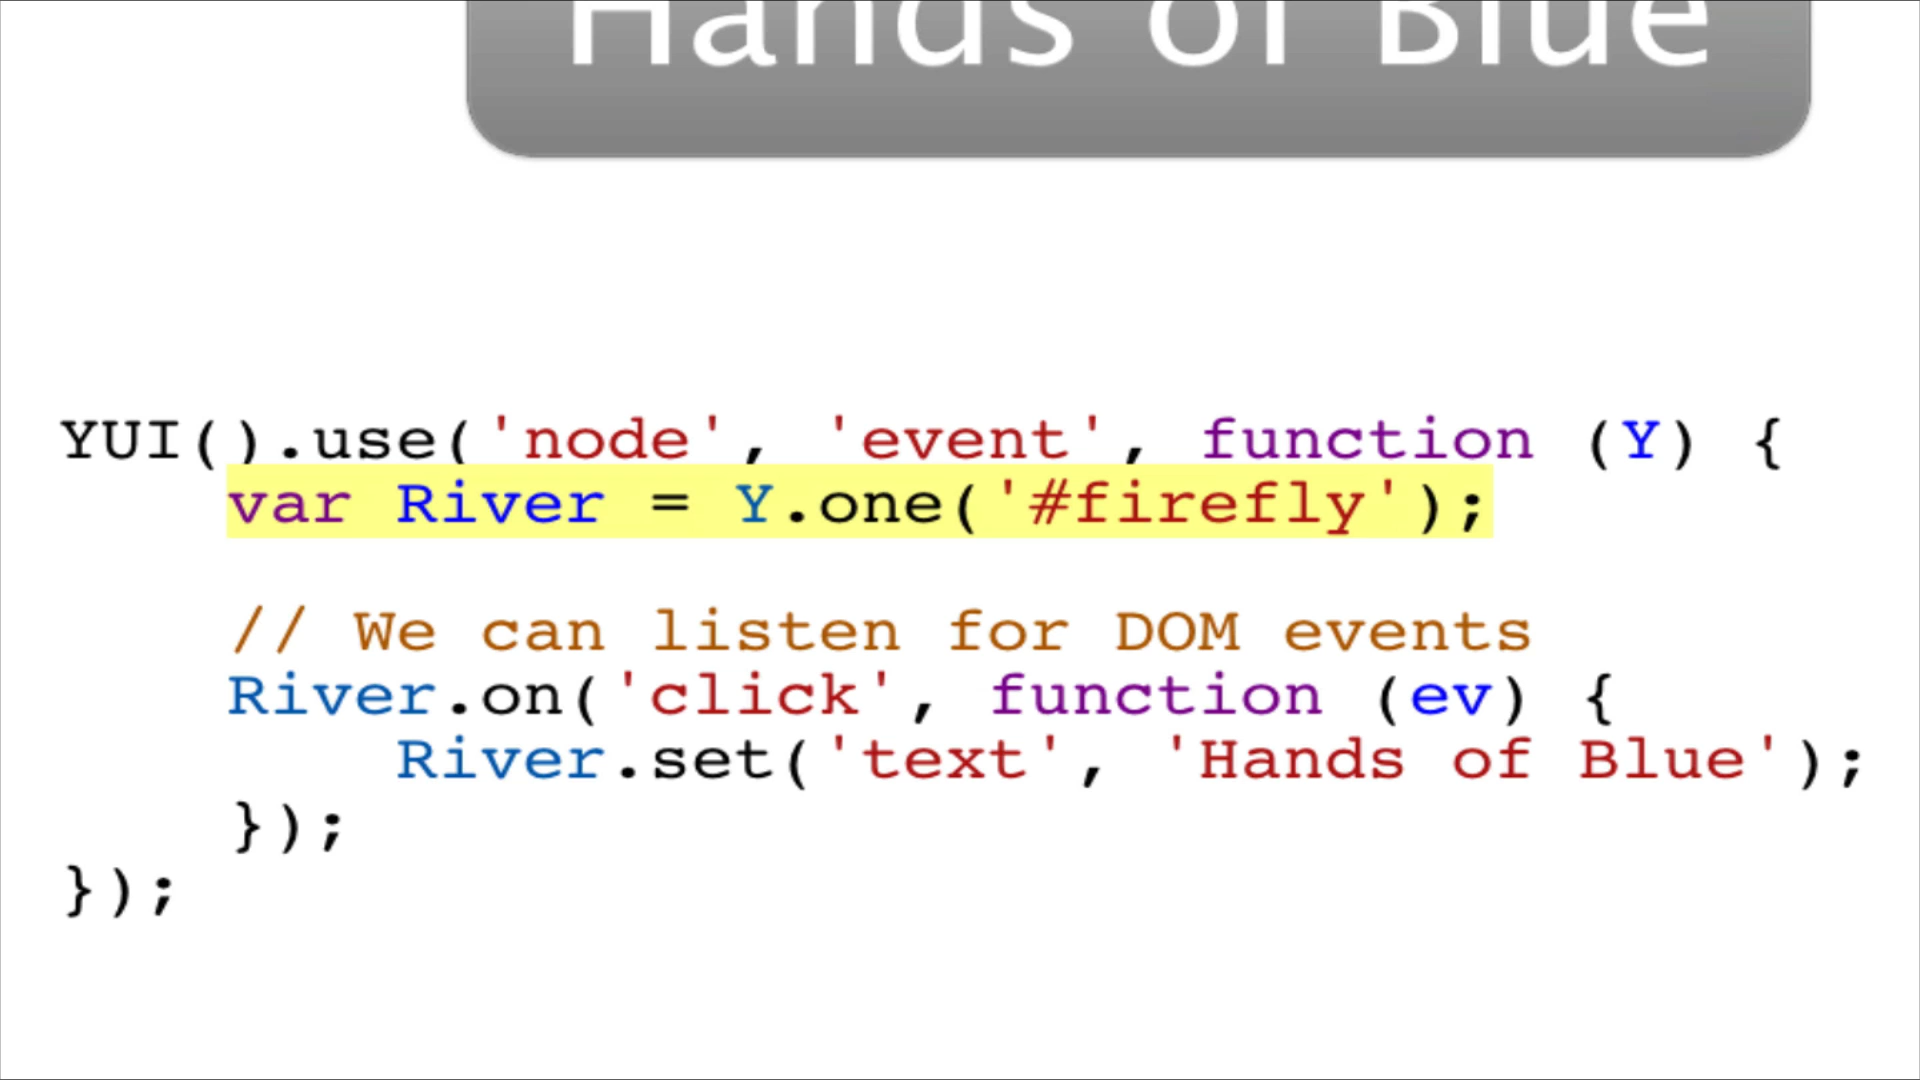 Hands of Blue
YUI().use('node', 'event', function (Y) {
    var River = Y.one('#firefly');

    // We can listen for DOM events
    River.on('click', function (ev) {
        River.set('text', 'Hands of Blue');
    });
});